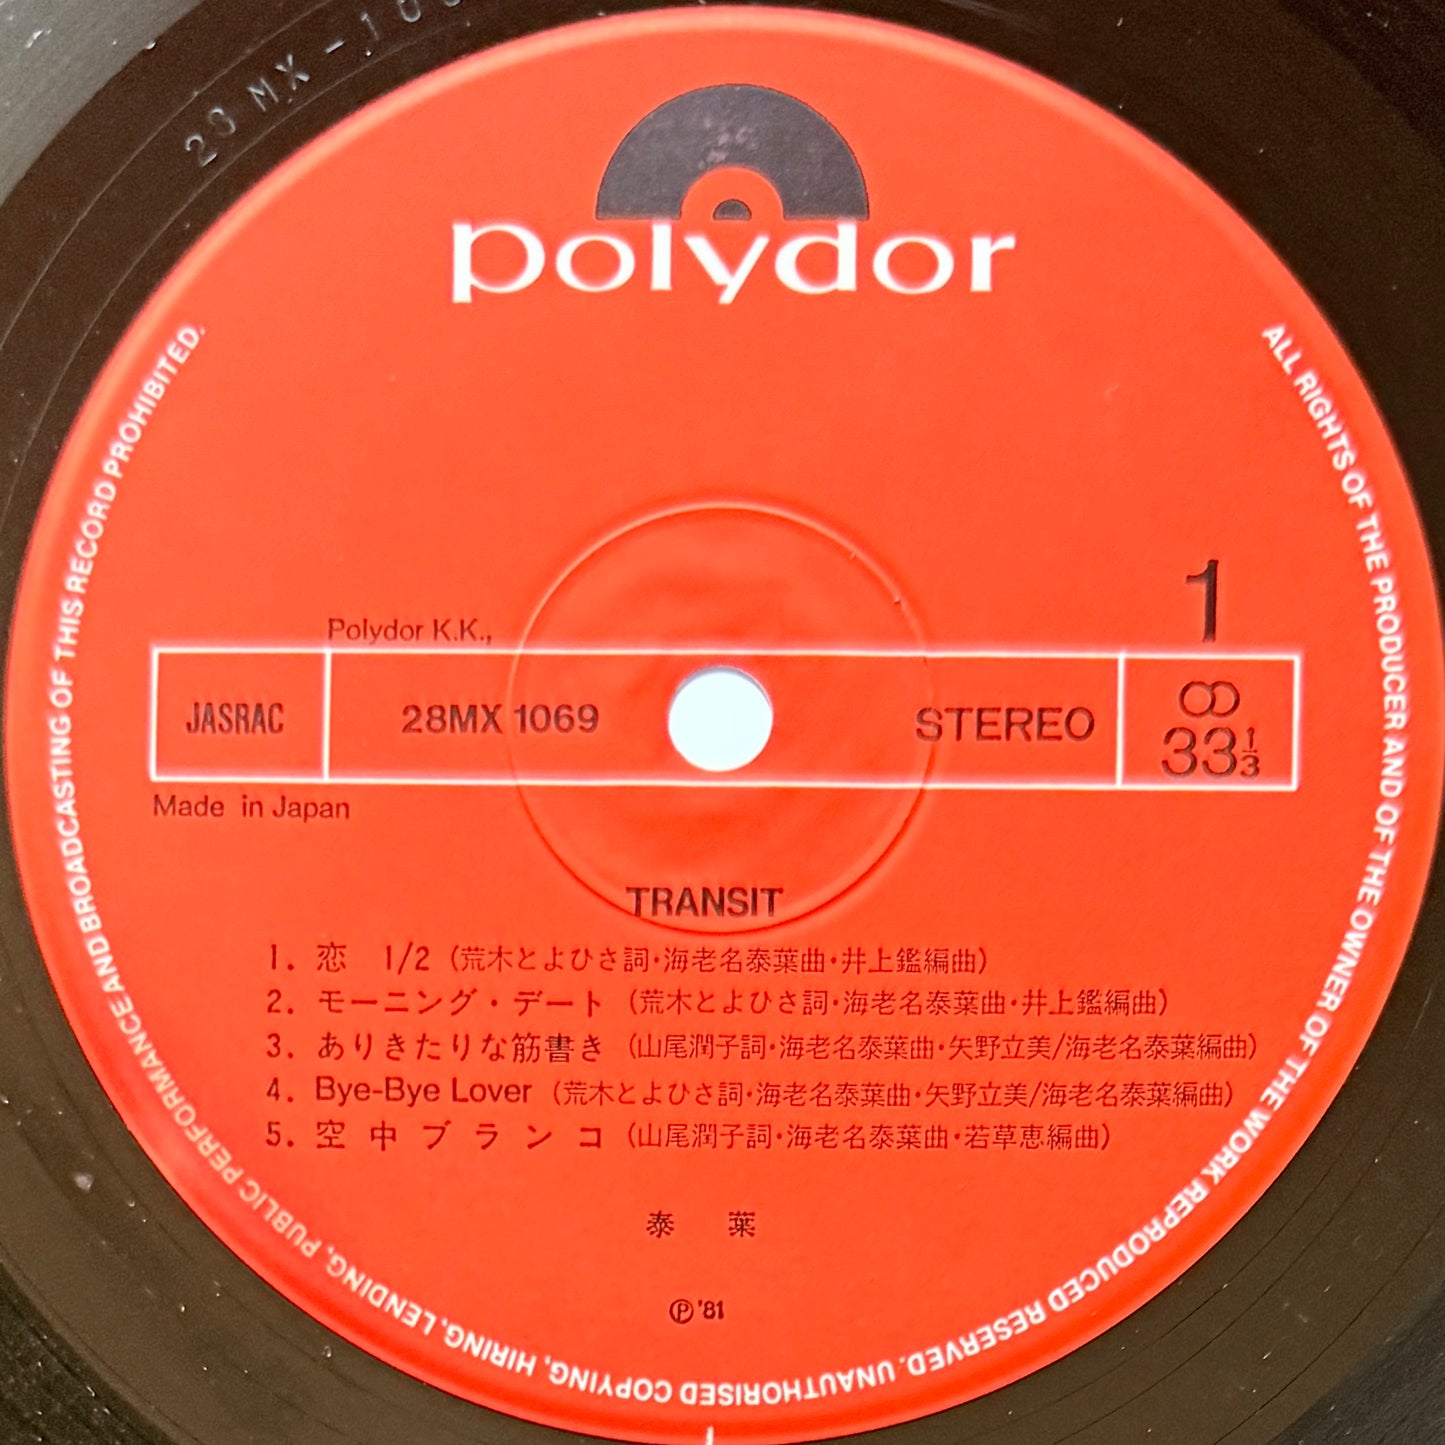 polydor
1
Polydor K.K.,
JASRAC
28MX 1069
STEREO
33⅓
Made in Japan
TRANSIT
1. 恋 1/2 (荒木とよひさ詞・海老名泰葉曲・井上鑑編曲)
2. モーニング・デート (荒木とよひさ詞・海老名泰葉曲・井上鑑編曲)
3. ありきたりな筋書き (山尾潤子詞・海老名泰葉曲・矢野立美/海老名泰葉編曲)
4. Bye-Bye Lover (荒木とよひさ詞・海老名泰葉曲・矢野立美/海老名泰葉編曲)
5. 空中ブランコ (山尾潤子詞・海老名泰葉曲・若草恵編曲)
泰葉
Ⓟ '81
ALL RIGHTS OF THE PRODUCER AND OF THE OWNER OF THE WORK REPRODUCED RESERVED. UNAUTHORISED COPYING, HIRING, LENDING, PUBLIC PERFORMANCE AND BROADCASTING OF THIS RECORD PROHIBITED.